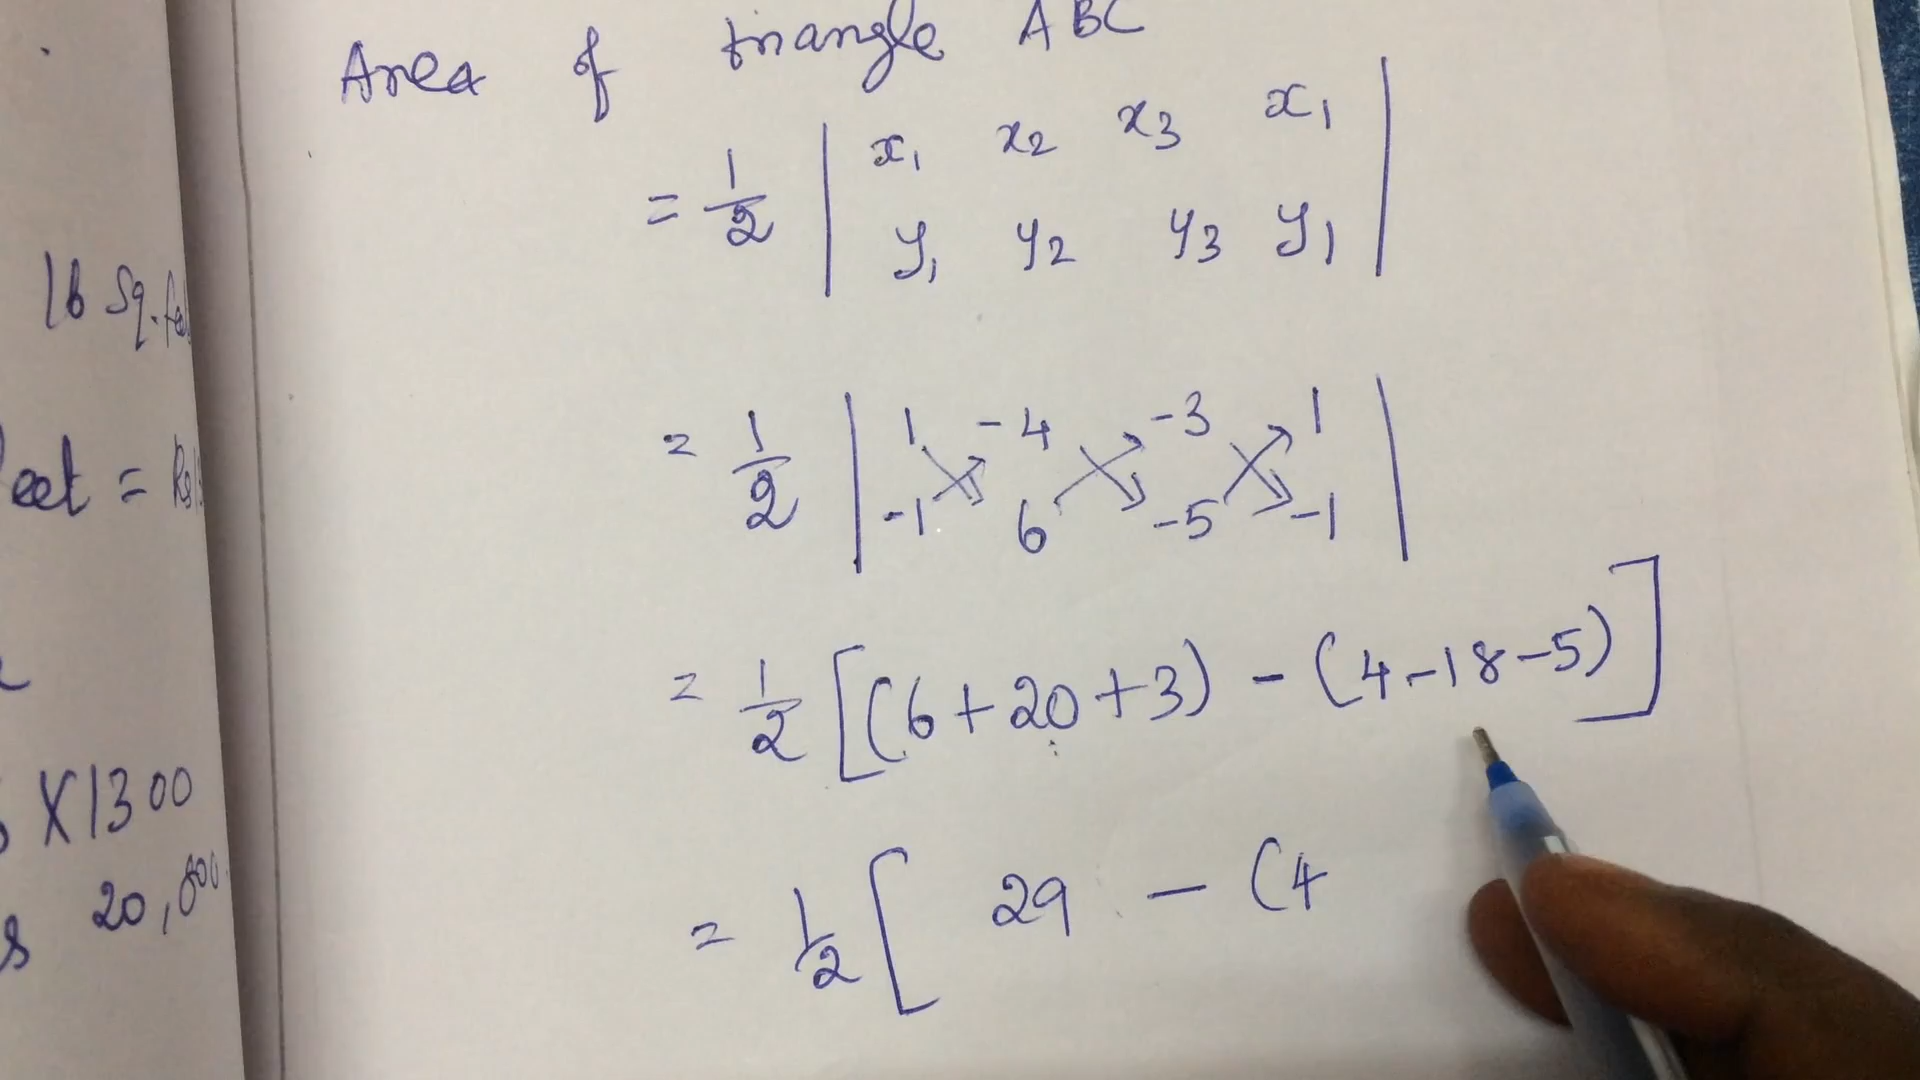 Area of triangle ABC
= 1/2 | x1 x2 x3 x1 |
y1 y2 y3 y1
= 1/2 | 1 -4 -3 1 |
-1 6 -5 -1
= 1/2 [(6+20+3) - (4-18-5)]
= 1/2 [ 29 - (4
16 sq.
eet =
X1300
20,800